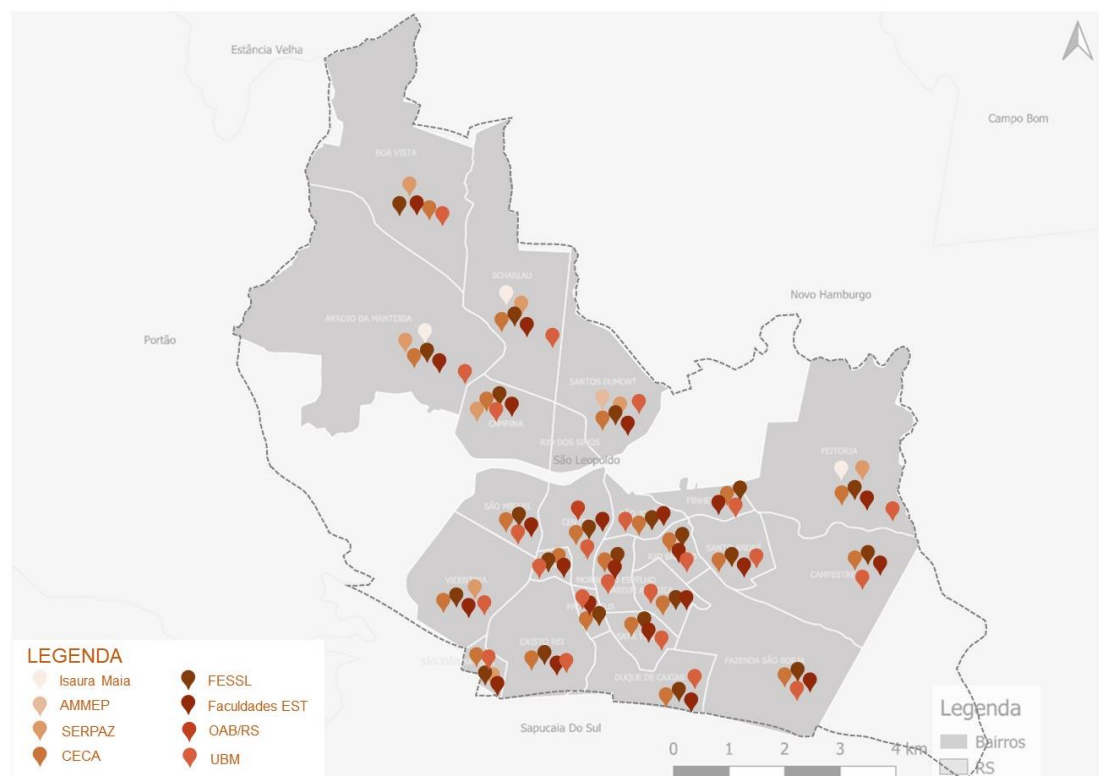 Estância Velha
Campo Bom
BOA VISTA
SCHARLAU
Novo Hamburgo
ARROIO DA MANTEIGA
Portão
SANTOS DUMONT
CAMPINA
RIO DOS SINOS
São Leopoldo
FEITORIA
SÃO MIGUEL
SANTO ANDRÉ
CAMPESTRE
VICENTINA
CRISTO REI
FAZENDA SÃO BORJA
DUQUE DE CAXIAS
Sapucaia Do Sul
LEGENDA
Isaura Maia
AMMEP
SERPAZ
CECA
FESSL
Faculdades EST
OAB/RS
UBM
Legenda
Bairros
RS
0 1 2 3 4 km